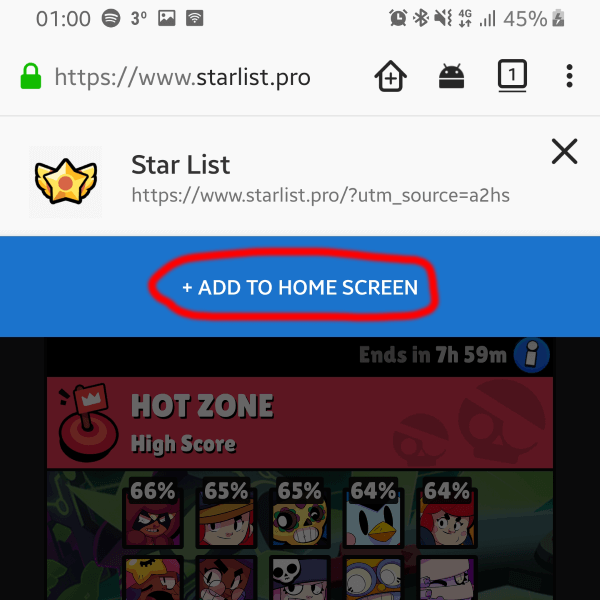 01:00 3º 4G 45%
https://www.starlist.pro 1
Star List
https://www.starlist.pro/?utm_source=a2hs
+ ADD TO HOME SCREEN
Ends in 7h 59m i
HOT ZONE
High Score
66% 65% 65% 64% 64%